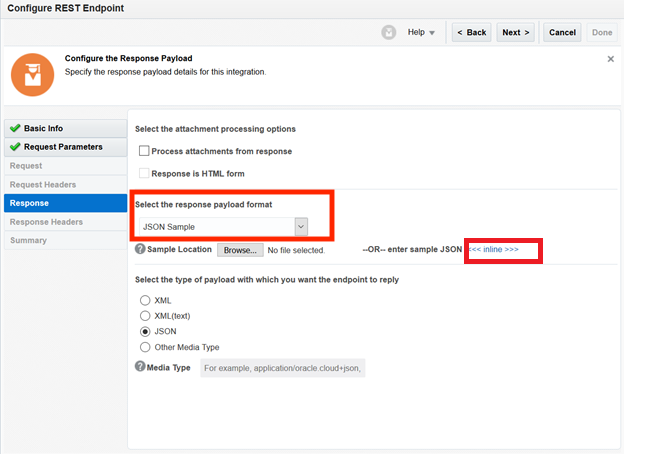 Configure REST Endpoint
Help
< Back
Next >
Cancel
Done
Configure the Response Payload
Specify the response payload details for this integration.
Basic Info
Request Parameters
Request
Request Headers
Response
Response Headers
Summary
Select the attachment processing options
Process attachments from response
Response is HTML form
Select the response payload format
JSON Sample
? Sample Location Browse... No file selected. --OR-- enter sample JSON <<< inline >>>
Select the type of payload with which you want the endpoint to reply
XML
XML(text)
JSON
Other Media Type
? Media Type For example, application/oracle.cloud+json,